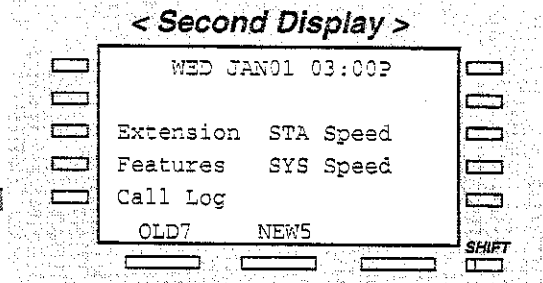 < Second Display >
WED JAN01 03:00P
Extension STA Speed
Features SYS Speed
Call Log
OLD7 NEW5
SHIFT